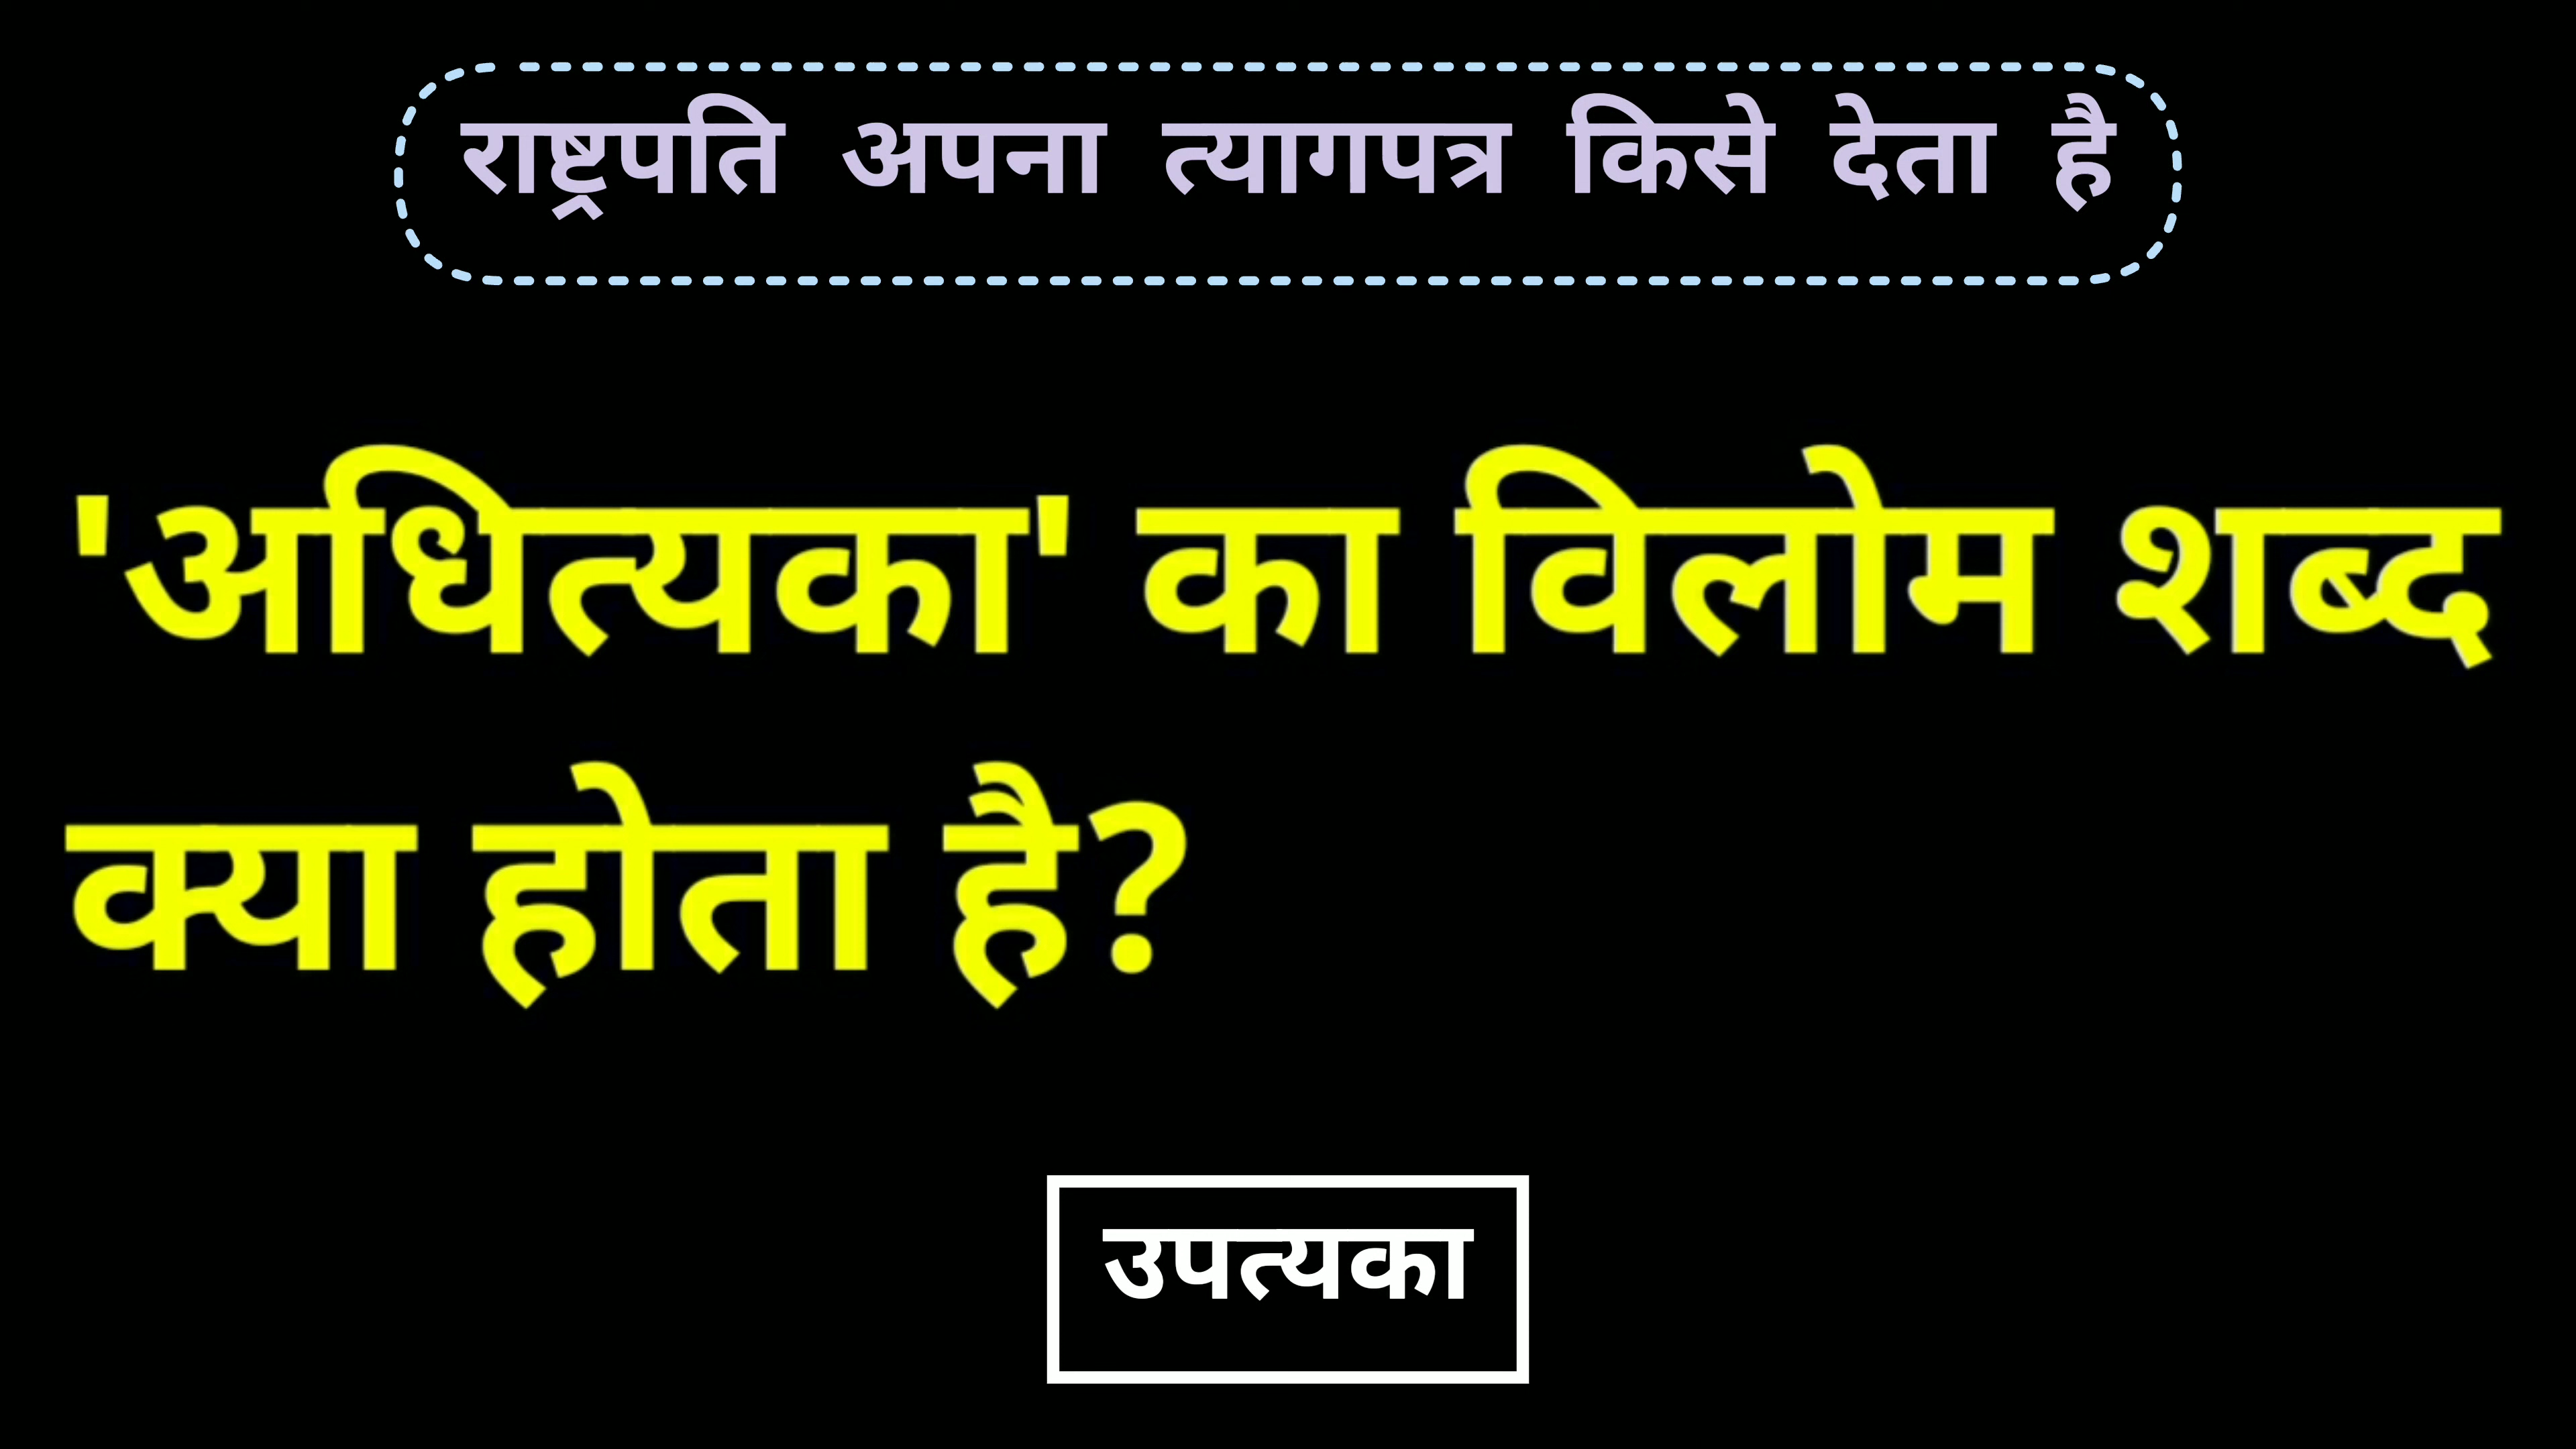 राष्ट्रपति अपना त्यागपत्र किसे देता है
'अधित्यका' का विलोम शब्द
क्या होता है?
उपत्यका